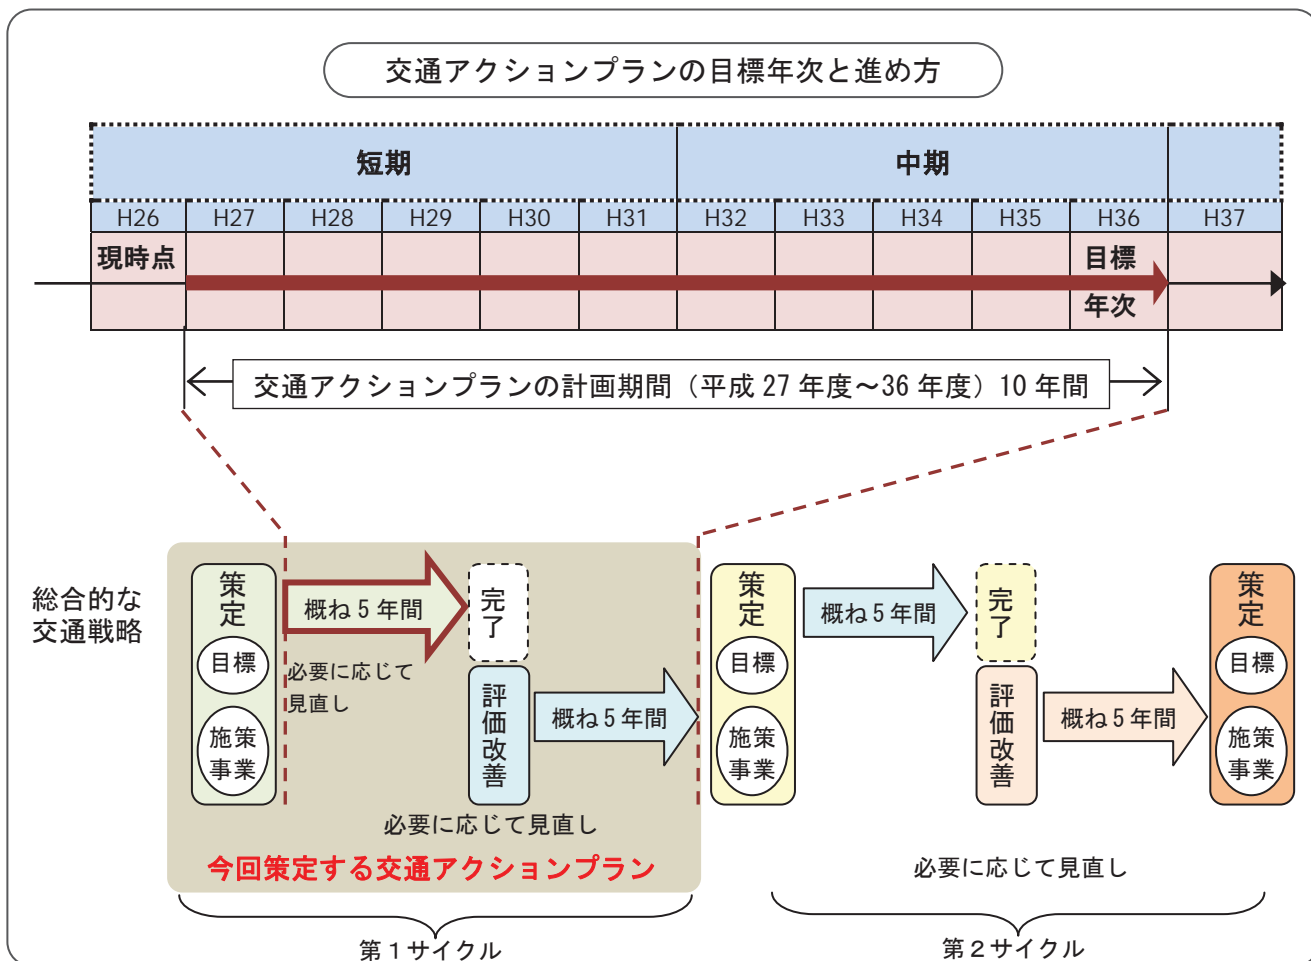 交通アクションプランの目標年次と進め方
短期
中期
H26
H27
H28
H29
H30
H31
H32
H33
H34
H35
H36
H37
現時点
目標
年次
交通アクションプランの計画期間（平成 27 年度～36 年度）10 年間
総合的な
交通戦略
策定
目標
施策
事業
概ね 5 年間
必要に応じて
見直し
完了
評価改善
概ね 5 年間
必要に応じて見直し
今回策定する交通アクションプラン
第１サイクル
策定
目標
施策
事業
概ね 5 年間
完了
評価改善
概ね 5 年間
策定
目標
施策
事業
必要に応じて見直し
第２サイクル